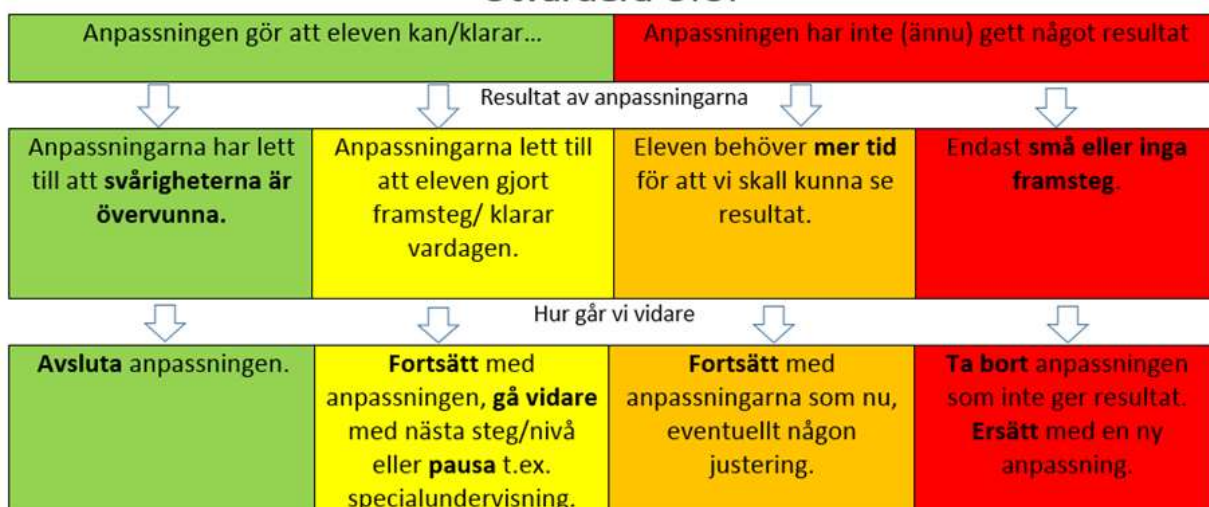 Anpassningen gör att eleven kan/klarar...
Anpassningen har inte (ännu) gett något resultat
Resultat av anpassningarna
Anpassningarna har lett
till att svårigheterna är
övervunna.
Anpassningarna lett till
att eleven gjort
framsteg/ klarar
vardagen.
Eleven behöver mer tid
för att vi skall kunna se
resultat.
Endast små eller inga
framsteg.
Hur går vi vidare
Avsluta anpassningen.
Fortsätt med
anpassningen, gå vidare
med nästa steg/nivå
eller pausa t.ex.
specialundervisning.
Fortsätt med
anpassningarna som nu,
eventuellt någon
justering.
Ta bort anpassningen
som inte ger resultat.
Ersätt med en ny
anpassning.